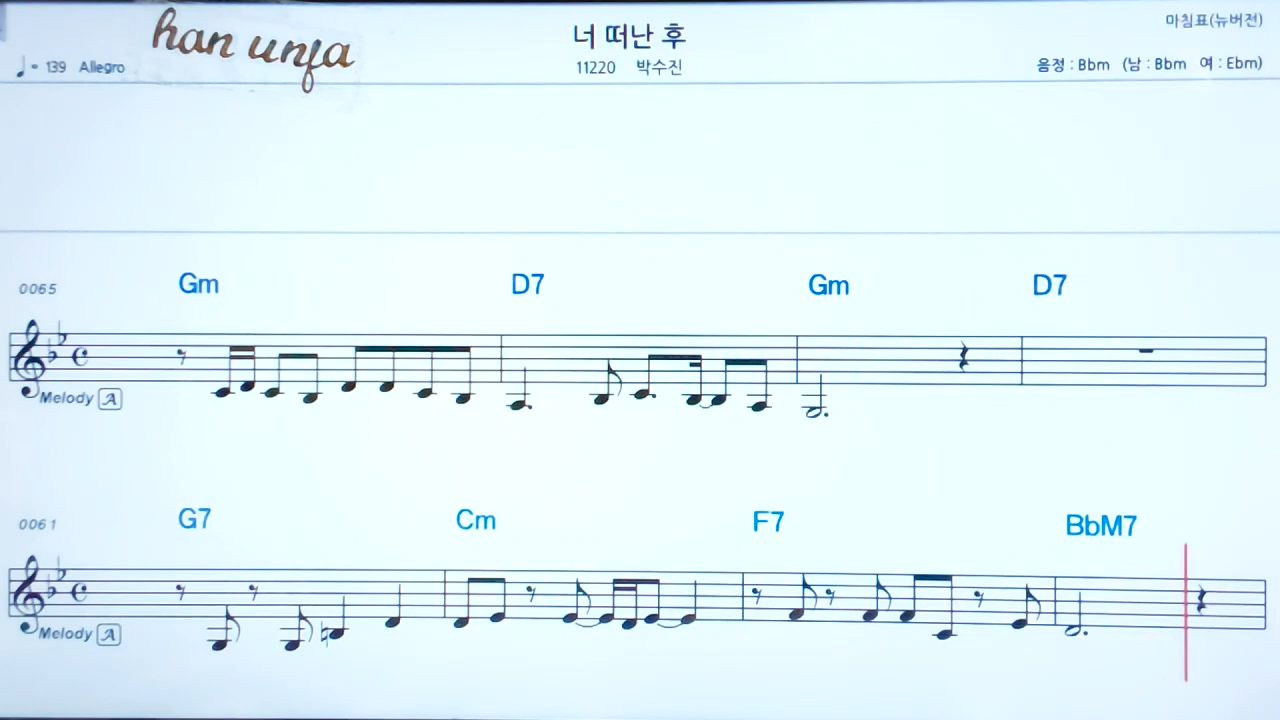 han unfa
너 떠난 후
마침표(뉴버전)
♩= 139 Allegro
11220 박수진
음정 : Bbm (남 : Bbm 여 : Ebm)
Gm D7 Gm D7
0065
Melody A
G7 Cm F7 BbM7
0061
Melody A